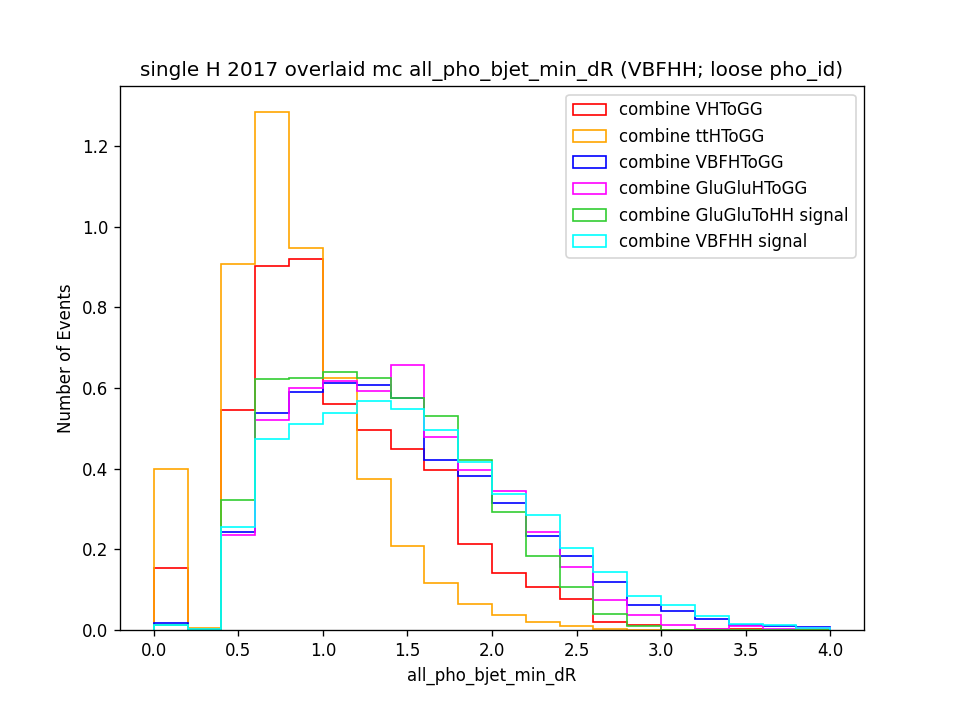 single H 2017 overlaid mc all_pho_bjet_min_dR (VBFHH; loose pho_id)
combine VHToGG
combine ttHToGG
combine VBFHToGG
combine GluGluHToGG
combine GluGluToHH signal
combine VBFHH signal
1.2
1.0
0.8
0.6
0.4
0.2
0.0
Number of Events
0.0 0.5 1.0 1.5 2.0 2.5 3.0 3.5 4.0
all_pho_bjet_min_dR